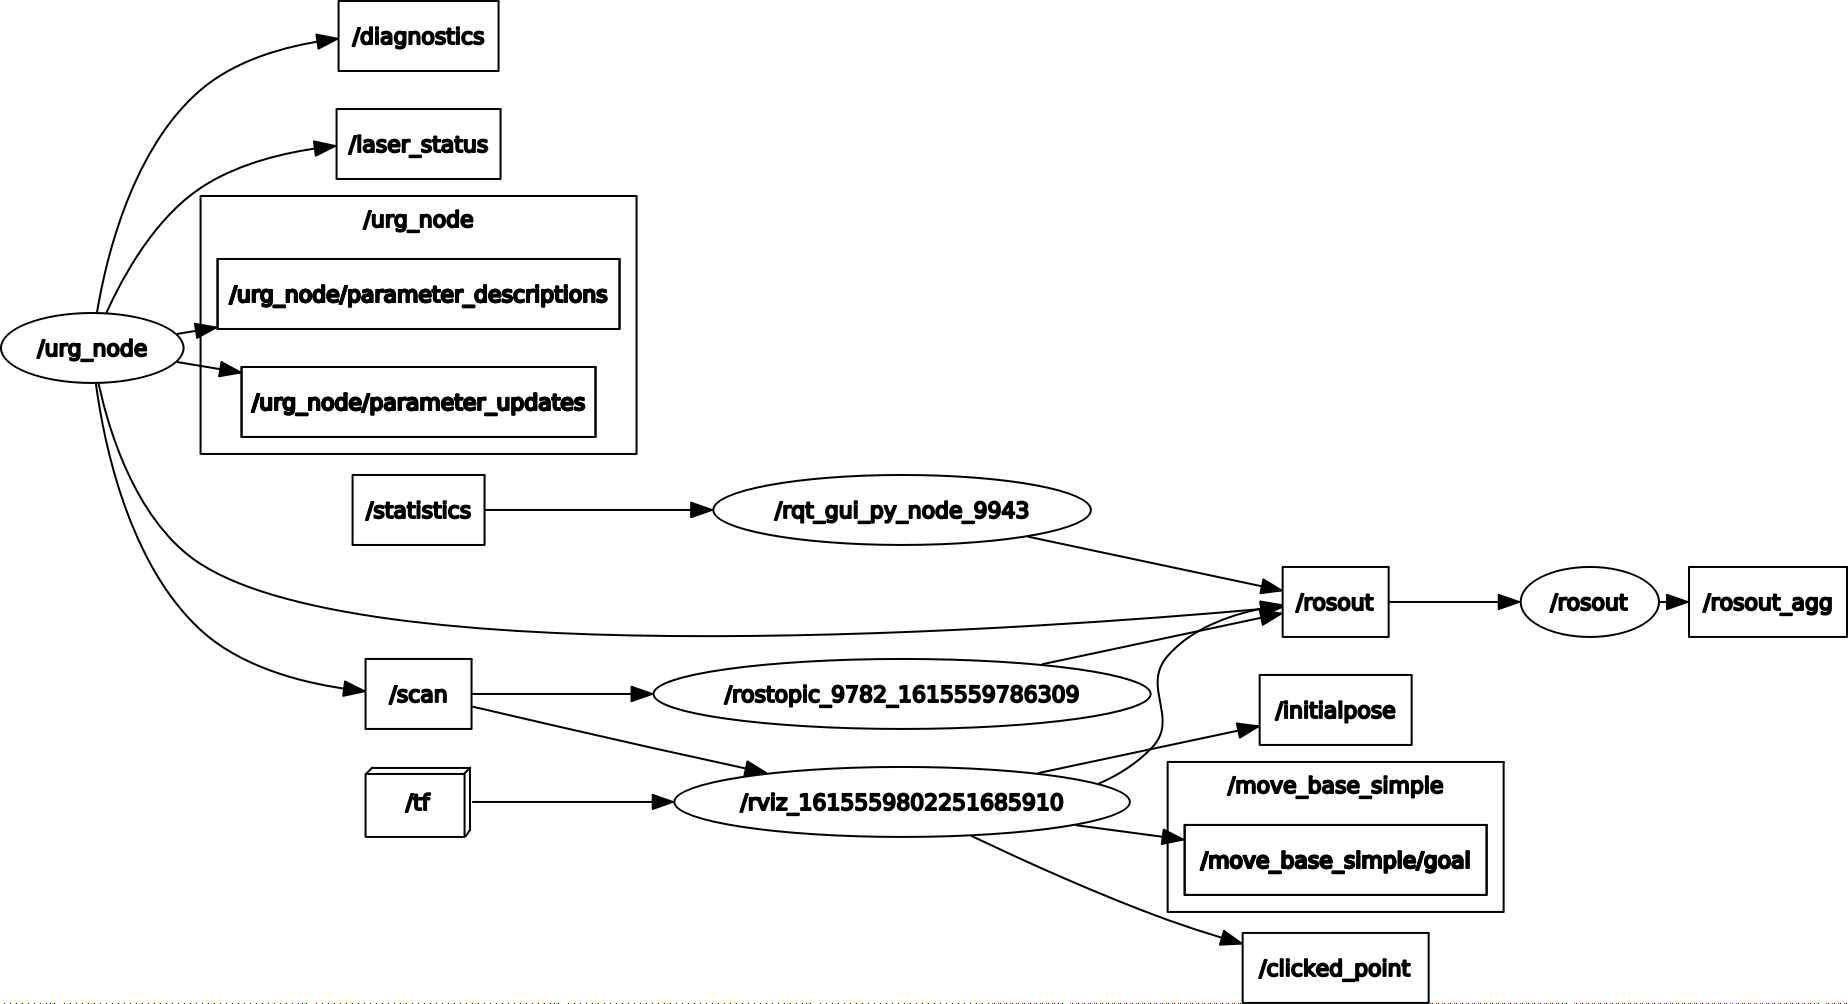 /diagnostics
/laser_status
/urg_node
/urg_node/parameter_descriptions
/urg_node
/urg_node/parameter_updates
/statistics
/rqt_gui_py_node_9943
/rosout
/rosout
/rosout_agg
/scan
/rostopic_9782_1615559786309
/initialpose
/move_base_simple
/tf
/rviz_1615559802251685910
/move_base_simple/goal
/clicked_point